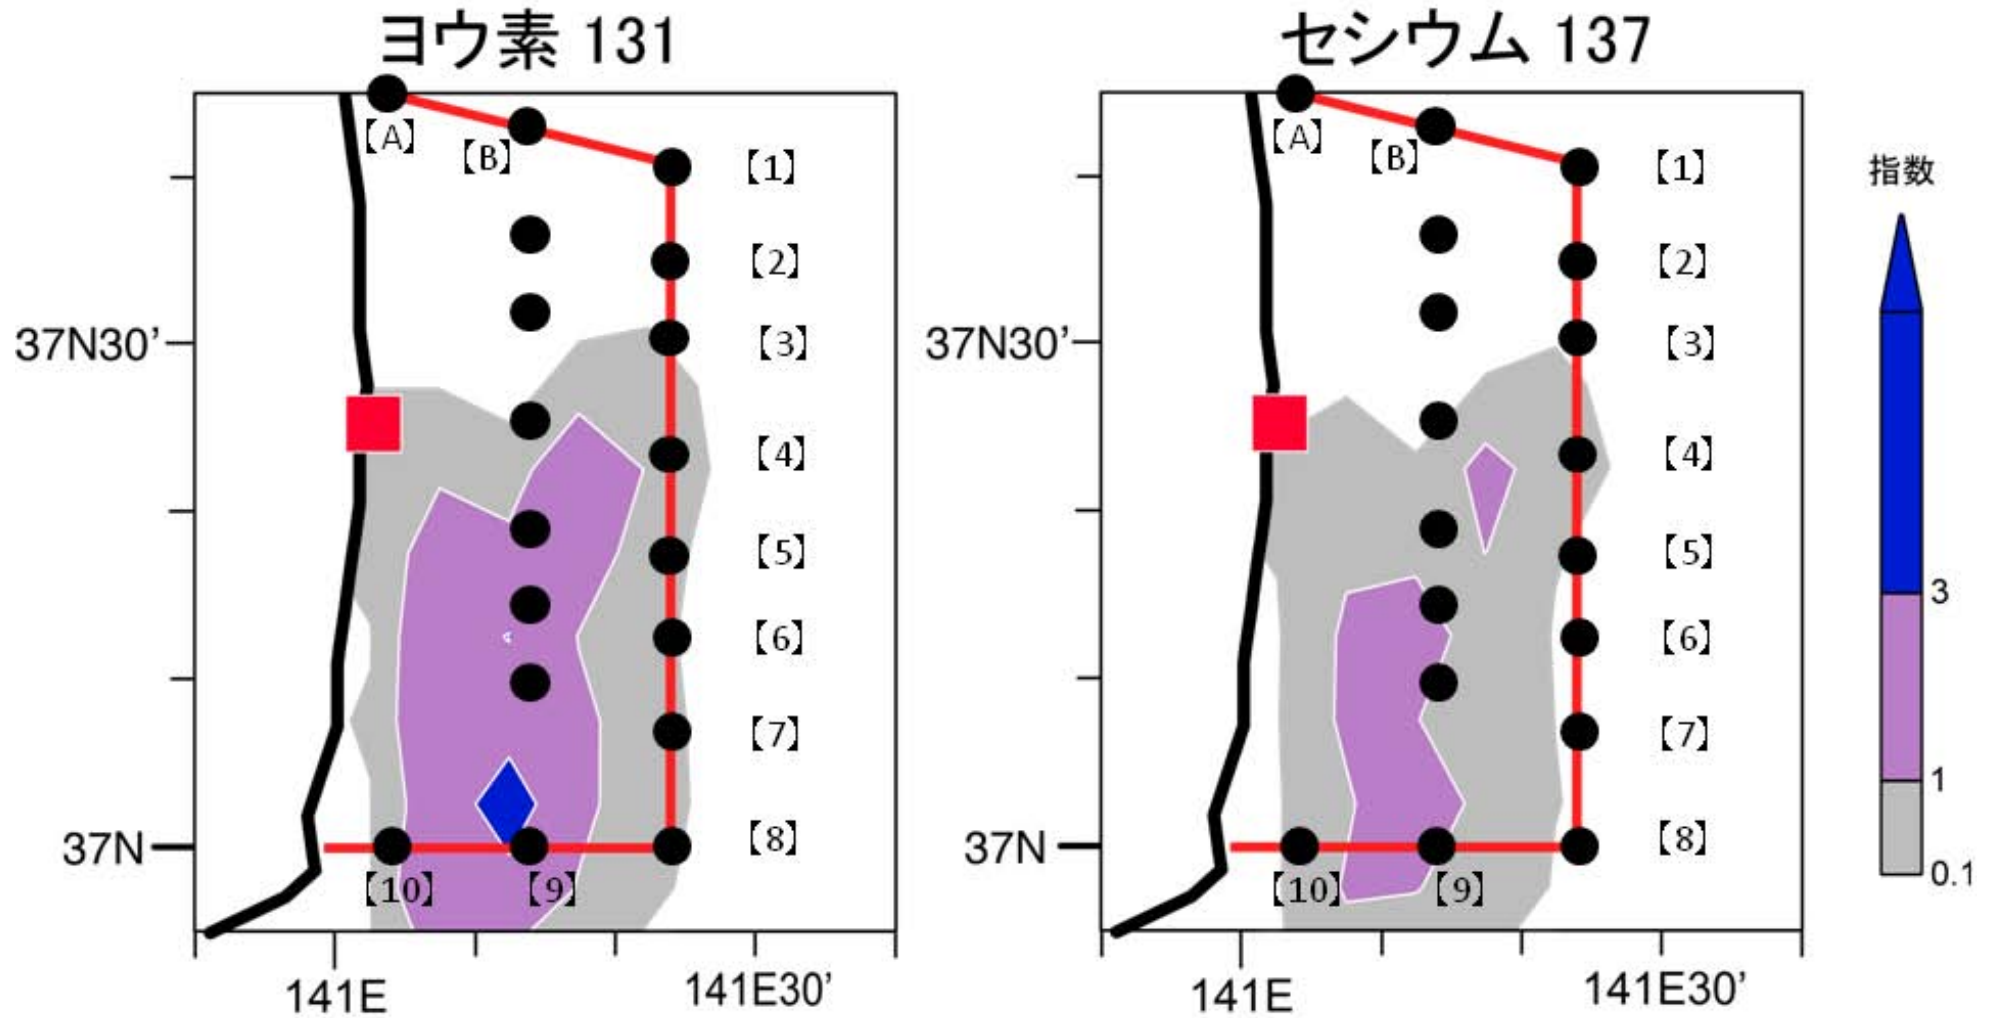 ヨウ素 131
【A】
【B】
【1】
【2】
【3】
【4】
【5】
【6】
【7】
【8】
【10】
【9】
37N30’
37N
141E
141E30’
セシウム 137
【A】
【B】
【1】
【2】
【3】
【4】
【5】
【6】
【7】
【8】
【10】
【9】
37N30’
37N
141E
141E30’
指数
3
1
0.1